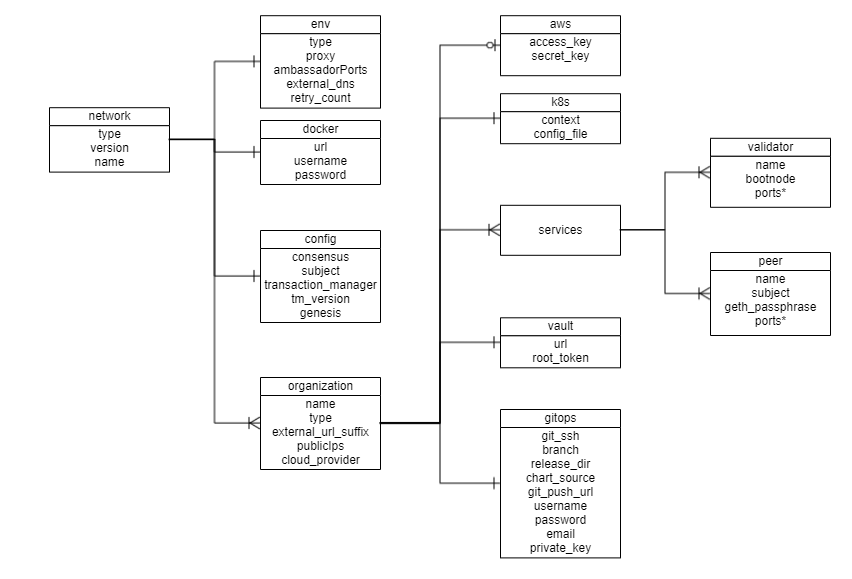 network
type
version
name
env
type
proxy
ambassadorPorts
external_dns
retry_count
docker
url
username
password
config
consensus
subject
transaction_manager
tm_version
genesis
organization
name
type
external_url_suffix
publicIps
cloud_provider
aws
access_key
secret_key
k8s
context
config_file
services
vault
url
root_token
gitops
git_ssh
branch
release_dir
chart_source
git_push_url
username
password
email
private_key
validator
name
bootnode
ports*
peer
name
subject
geth_passphrase
ports*